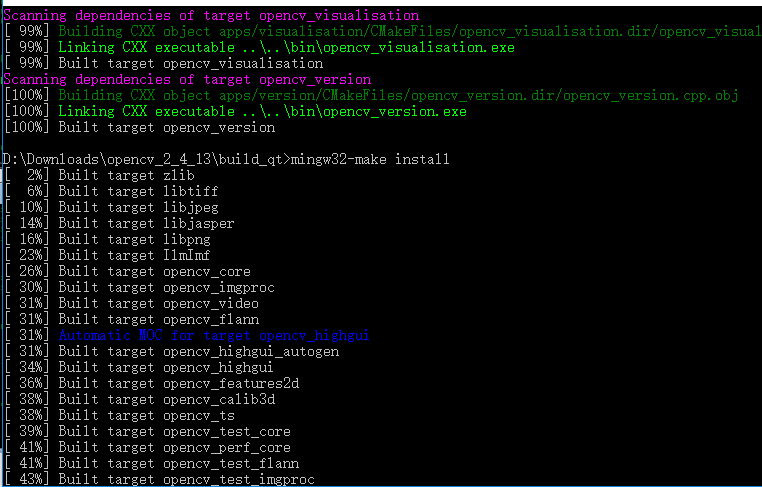 Scanning dependencies of target opencv_visualisation
[ 99%] Building CXX object apps/visualisation/CMakeFiles/opencv_visualisation.dir/opencv_visual
[ 99%] Linking CXX executable ..\..\bin\opencv_visualisation.exe
[ 99%] Built target opencv_visualisation
Scanning dependencies of target opencv_version
[100%] Building CXX object apps/version/CMakeFiles/opencv_version.dir/opencv_version.cpp.obj
[100%] Linking CXX executable ..\..\bin\opencv_version.exe
[100%] Built target opencv_version
D:\Downloads\opencv_2_4_13\build_qt>mingw32-make install
[  2%] Built target zlib
[  6%] Built target libtiff
[ 10%] Built target libjpeg
[ 14%] Built target libjasper
[ 16%] Built target libpng
[ 23%] Built target IlmImf
[ 26%] Built target opencv_core
[ 30%] Built target opencv_imgproc
[ 31%] Built target opencv_video
[ 31%] Built target opencv_flann
[ 31%] Automatic MOC for target opencv_highgui
[ 31%] Built target opencv_highgui_autogen
[ 34%] Built target opencv_highgui
[ 36%] Built target opencv_features2d
[ 38%] Built target opencv_calib3d
[ 38%] Built target opencv_ts
[ 39%] Built target opencv_test_core
[ 41%] Built target opencv_perf_core
[ 41%] Built target opencv_test_flann
[ 43%] Built target opencv_test_imgproc